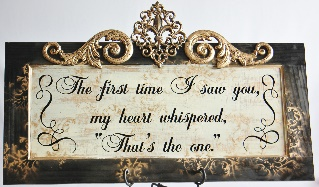 The first time I saw you,
my heart whispered,
"That's the one."